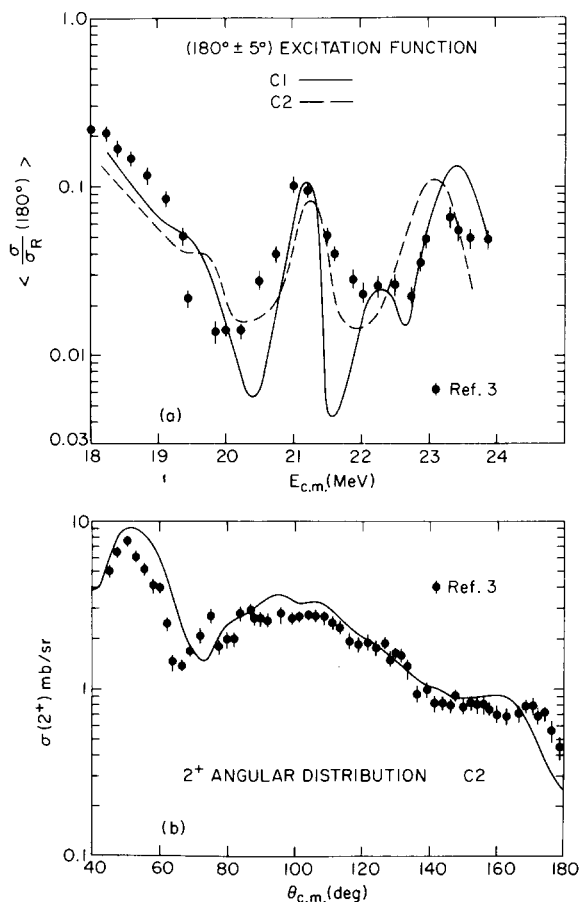 1.0
(180° ± 5°) EXCITATION FUNCTION
C1
C2
0.1
< σ/σR (180°) >
0.01
Ref. 3
(a)
0.03
18 19 20 21 22 23 24
E c.m. (MeV)
10
Ref. 3
σ(2+) mb/sr
1
2+ ANGULAR DISTRIBUTION C2
(b)
0.1
40 60 80 100 120 140 160 180
θ c.m. (deg)